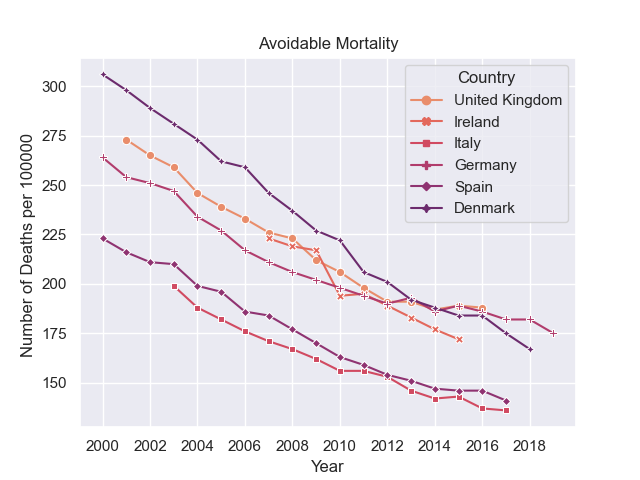 Avoidable Mortality
Number of Deaths per 100000
300
275
250
225
200
175
150
Country
United Kingdom
Ireland
Italy
Germany
Spain
Denmark
2000 2002 2004 2006 2008 2010 2012 2014 2016 2018
Year